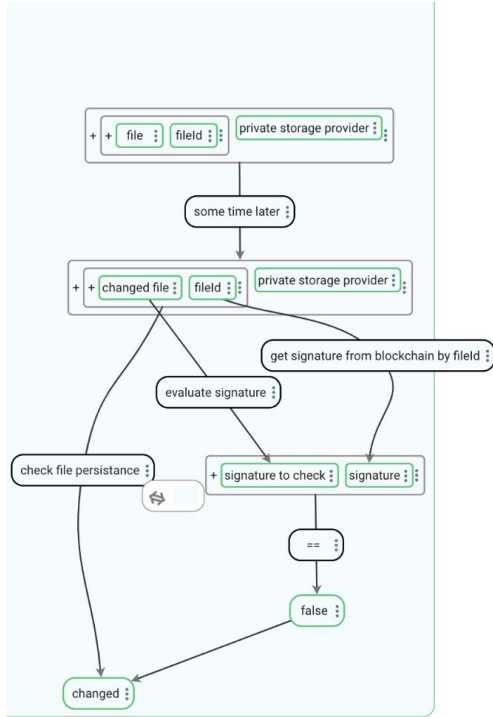 + + file fileId private storage provider
some time later
+ + changed file fileId private storage provider
get signature from blockchain by fileId
evaluate signature
check file persistance
+ signature to check signature
==
false
changed